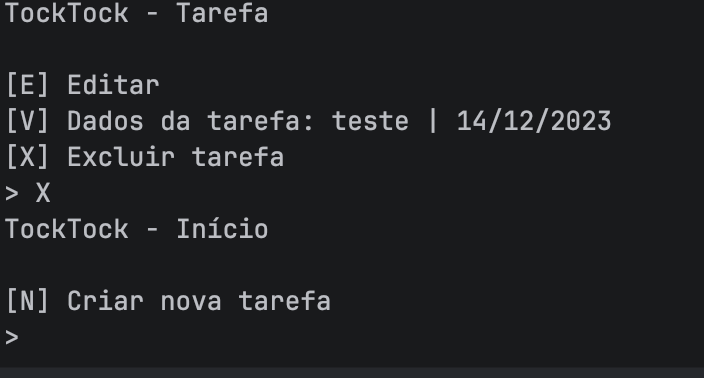 TockTock - Tarefa
[E] Editar
[V] Dados da tarefa: teste | 14/12/2023
[X] Excluir tarefa
> X
TockTock - Início
[N] Criar nova tarefa
>